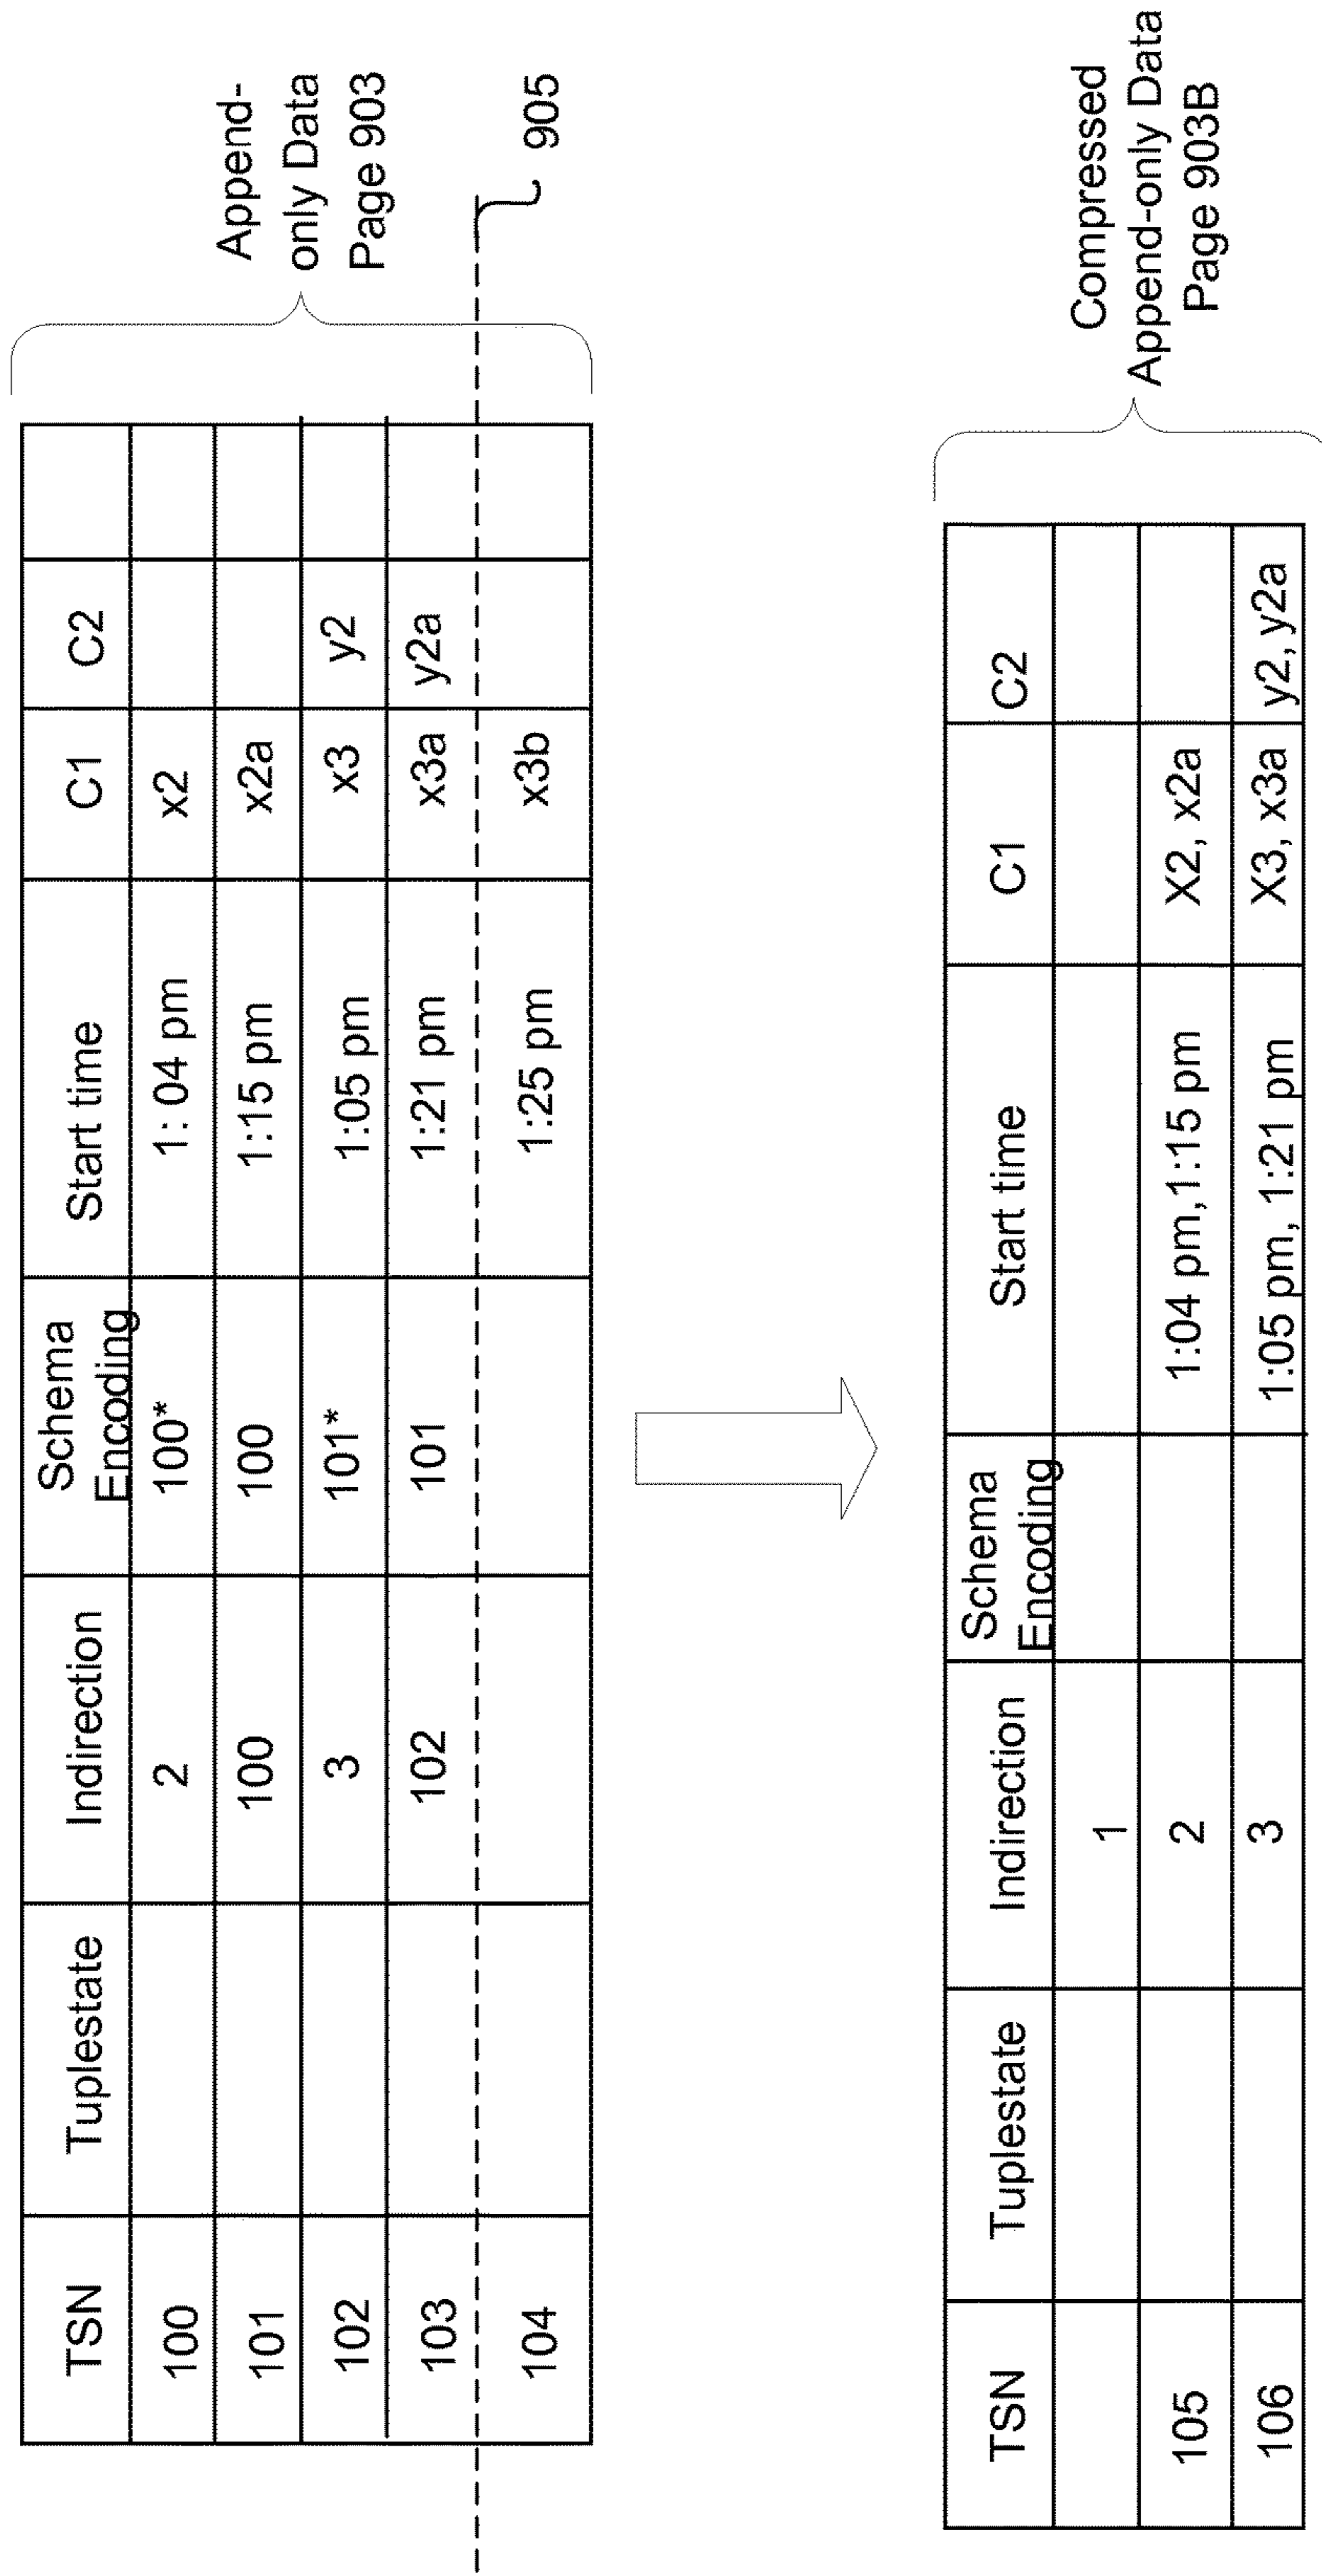 TSN Tuplestate Indirection Schema Encoding Start time C1 C2
100 2 100* 1: 04 pm x2
101 100 100 1:15 pm x2a
102 3 101* 1:05 pm x3 y2
103 102 101 1:21 pm x3a y2a
104 1:25 pm x3b
Append-
only Data
Page 903
905
TSN Tuplestate Indirection Schema Encoding Start time C1 C2
1
105 2 1:04 pm,1:15 pm X2, x2a
106 3 1:05 pm, 1:21 pm X3, x3a y2, y2a
Compressed
Append-only Data
Page 903B